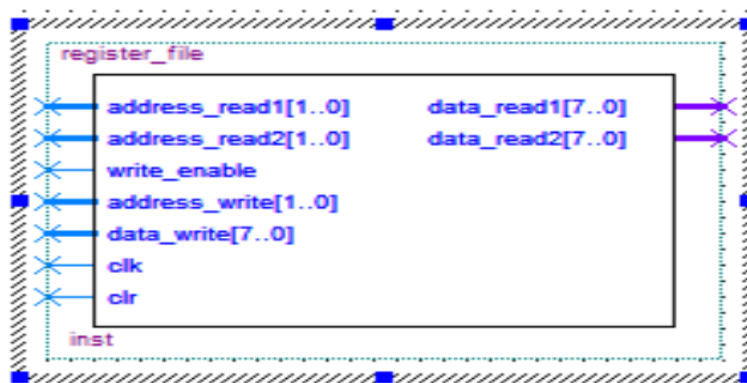 register_file
address_read1[1..0] data_read1[7..0]
address_read2[1..0] data_read2[7..0]
write_enable
address_write[1..0]
data_write[7..0]
clk
clr
inst